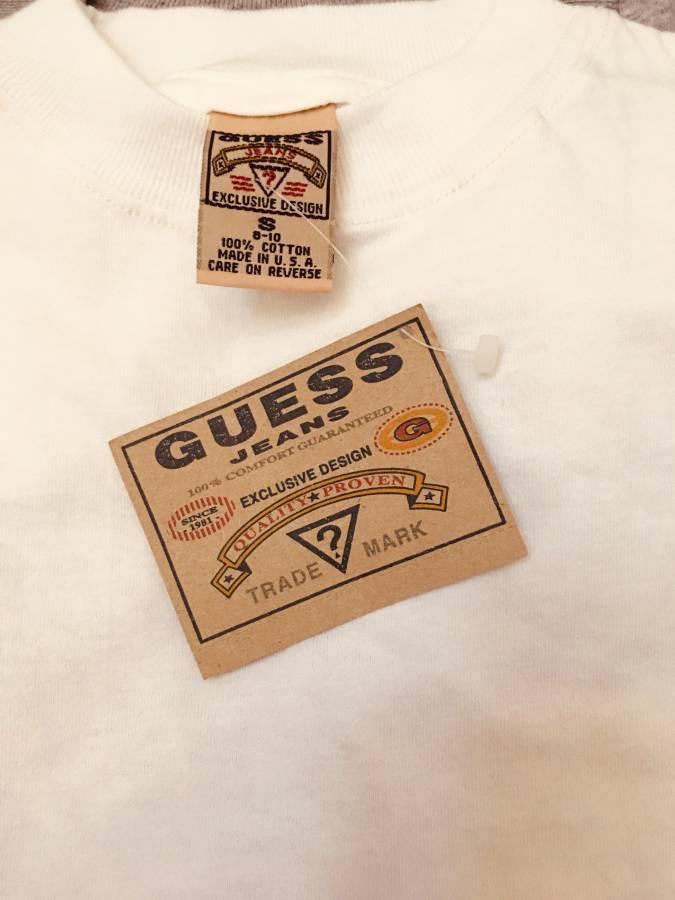 GUESS
JEANS
?
EXCLUSIVE DESIGN
S
8-10
100% COTTON
MADE IN U.S.A.
CARE ON REVERSE
GUESS
JEANS
100% COMFORT GUARANTEED
G
EXCLUSIVE DESIGN
SINCE
- 1981 -
QUALITY★PROVEN
?
TRADE MARK